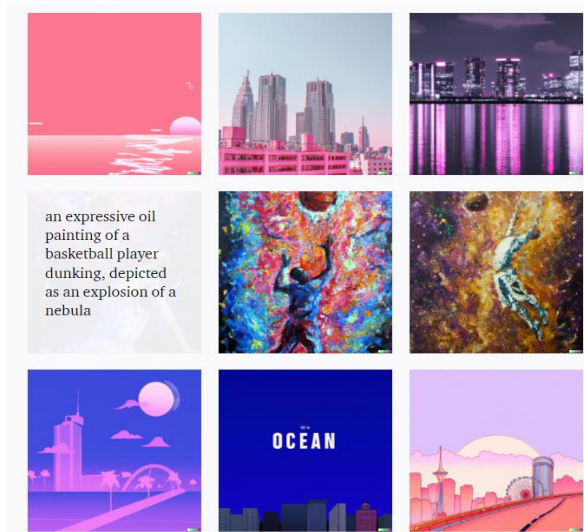 an expressive oil
painting of a
basketball player
dunking, depicted
as an explosion of a
nebula
OCEAN